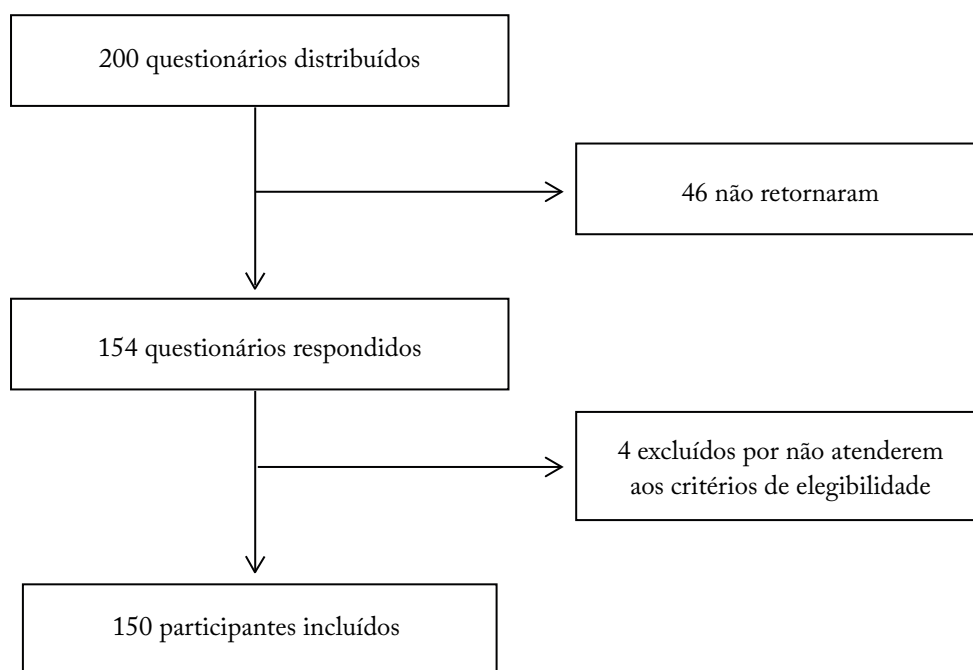 200 questionários distribuídos
46 não retornaram
154 questionários respondidos
4 excluídos por não atenderem
aos critérios de elegibilidade
150 participantes incluídos